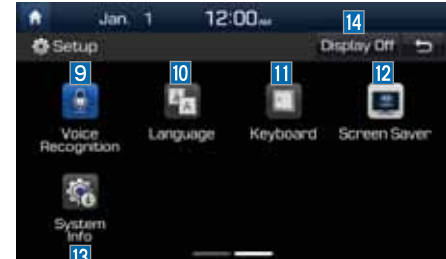 Jan. 1 12:00
14
Setup Display Off
9 10 11 12
Voice Recognition Language Keyboard Screen Saver
System
Info
13